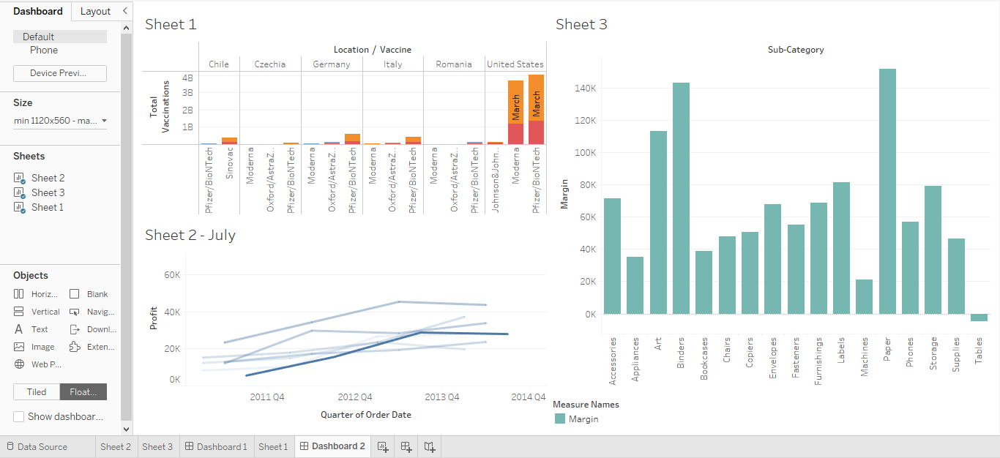 Dashboard
Layout
Default
Phone
Device Previ...
Size
min 1120x560 - ma...
Sheets
Sheet 2
Sheet 3
Sheet 1
Objects
Horiz...
Blank
Vertical
Navig...
Text
Downl...
Image
Exten...
Web P...
Tiled
Float...
Show dashboar...
Sheet 1
Location / Vaccine
Chile
Czechia
Germany
Italy
Romania
United States
Total Vaccinations
4B
3B
2B
1B
March
March
Pfizer/BioNTech
Sinovac
Moderna
Oxford/AstraZ..
Pfizer/BioNTech
Moderna
Oxford/AstraZ..
Pfizer/BioNTech
Moderna
Oxford/AstraZ..
Pfizer/BioNTech
Moderna
Oxford/AstraZ..
Pfizer/BioNTech
Johnson&John..
Moderna
Pfizer/BioNTech
Sheet 2 - July
Profit
60K
40K
20K
0K
2011 Q4
2012 Q4
2013 Q4
2014 Q4
Quarter of Order Date
Sheet 3
Sub-Category
Margin
140K
120K
100K
80K
60K
40K
20K
0K
Accessories
Appliances
Art
Binders
Bookcases
Chairs
Copiers
Envelopes
Fasteners
Furnishings
Labels
Machines
Paper
Phones
Storage
Supplies
Tables
Measure Names
Margin
Data Source
Sheet 2
Sheet 3
Dashboard 1
Sheet 1
Dashboard 2